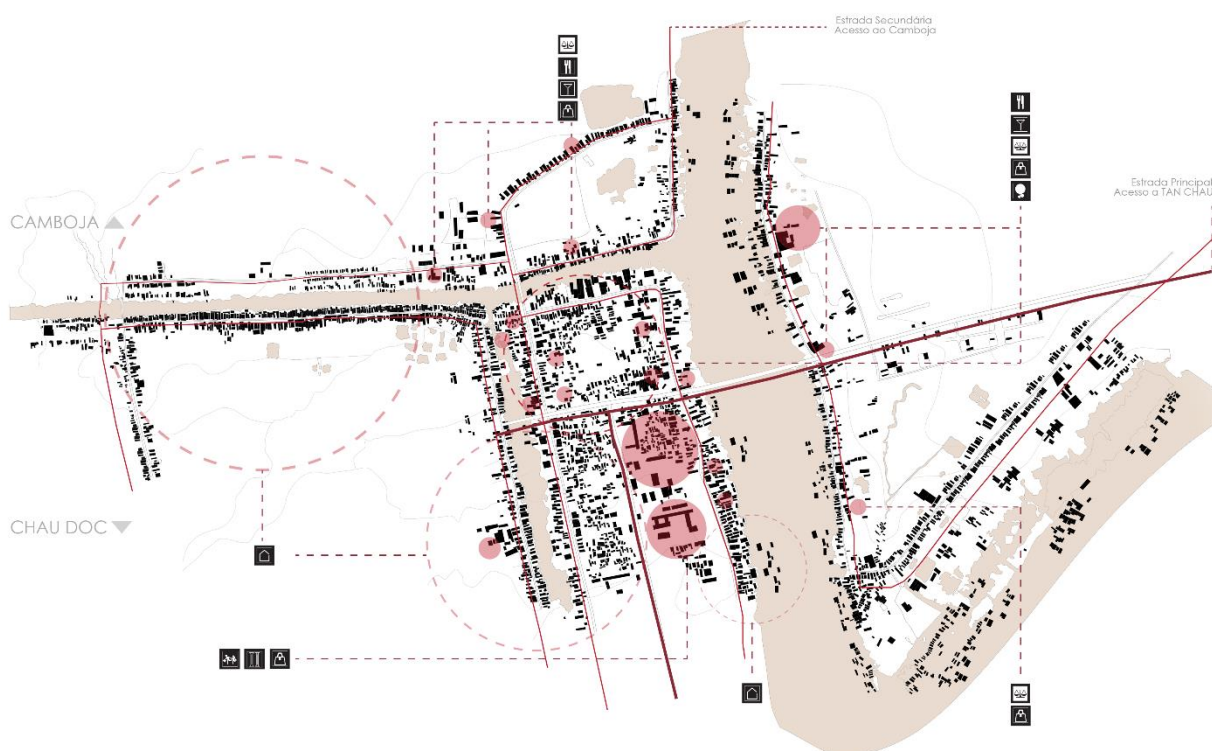 Estrada Secundária
Acesso ao Camboja
Estrada Principal
Acesso a TAN CHAU
CAMBOJA
CHAU DOC